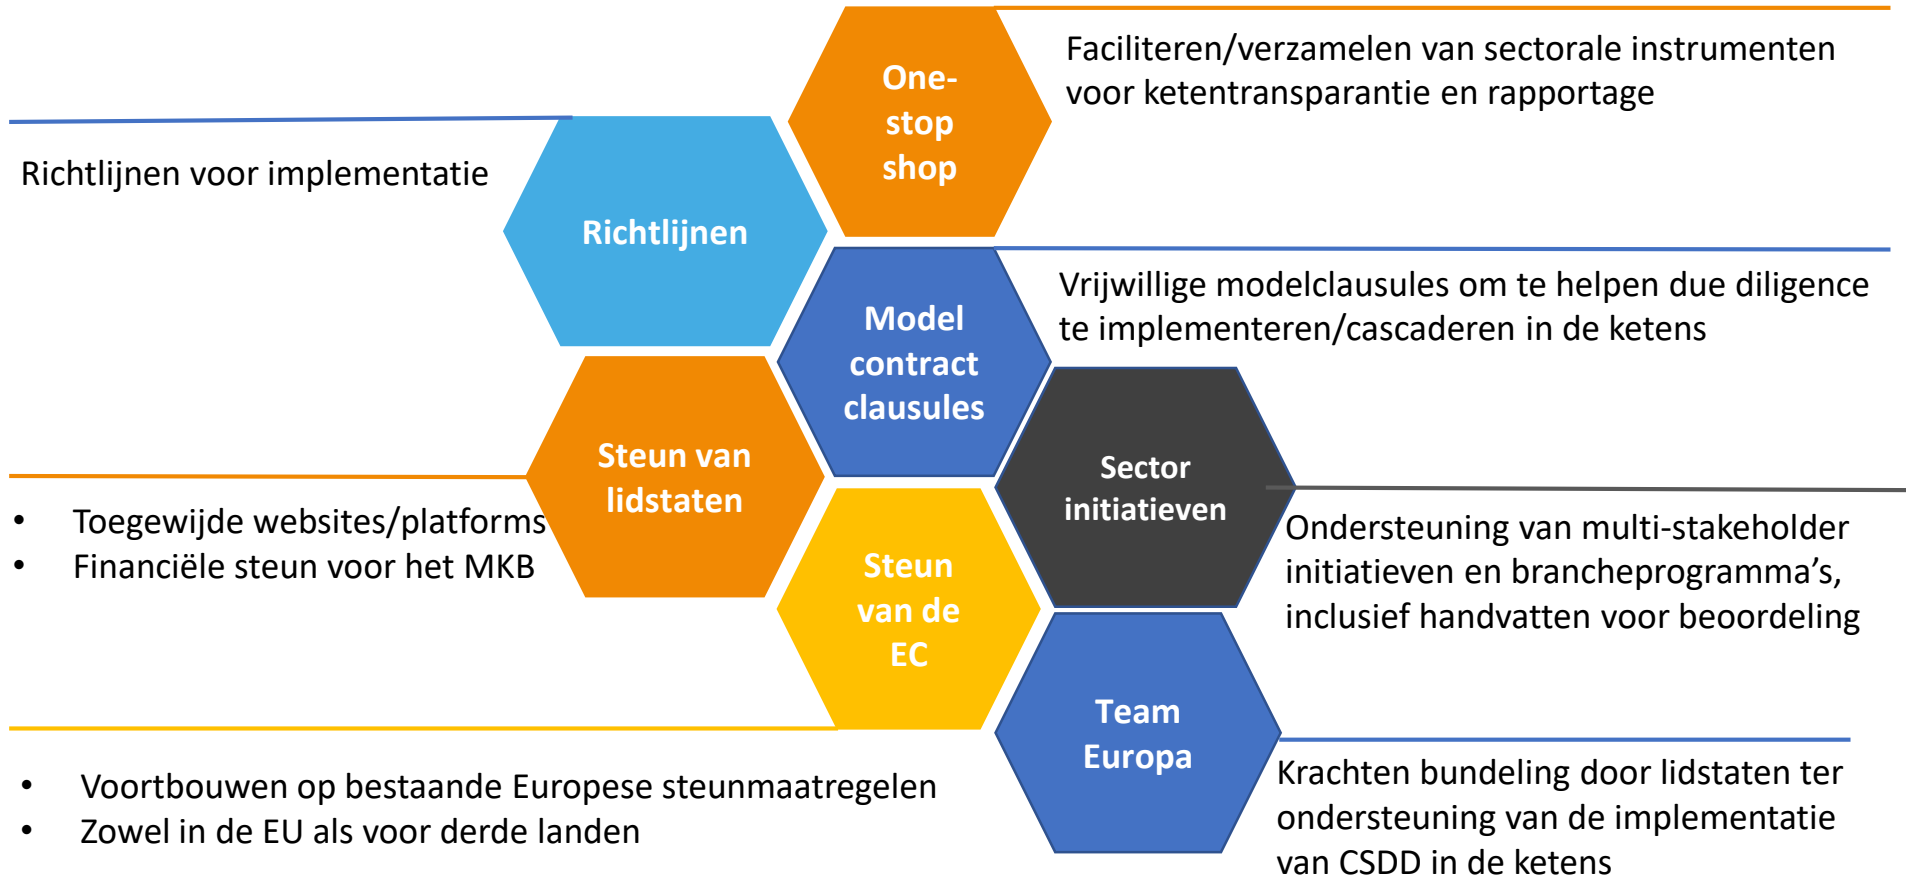 One-
stop
shop
Faciliteren/verzamelen van sectorale instrumenten
voor ketentransparantie en rapportage
Richtlijnen voor implementatie
Richtlijnen
Model
contract
clausules
Vrijwillige modelclausules om te helpen due diligence
te implementeren/cascaderen in de ketens
Steun van
lidstaten
• Toegewijde websites/platforms
• Financiële steun voor het MKB
Sector
initiatieven
Ondersteuning van multi-stakeholder
initiatieven en brancheprogramma’s,
inclusief handvatten voor beoordeling
Steun
van de
EC
• Voortbouwen op bestaande Europese steunmaatregelen
• Zowel in de EU als voor derde landen
Team
Europa
Krachten bundeling door lidstaten ter
ondersteuning van de implementatie
van CSDD in de ketens